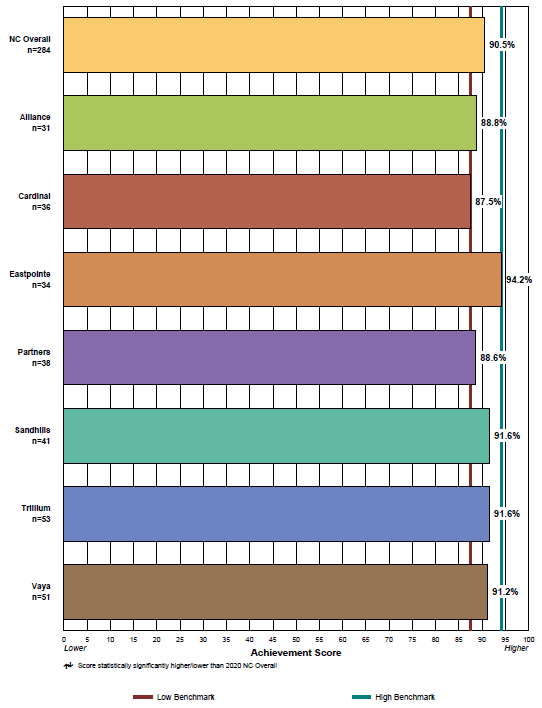 NC Overall
n=284
90.5%
Alliance
n=31
88.8%
Cardinal
n=36
87.5%
Eastpointe
n=34
94.2%
Partners
n=38
88.6%
Sandhills
n=41
91.6%
Trillium
n=53
91.6%
Vaya
n=51
91.2%
0 5 10 15 20 25 30 35 40 45 50 55 60 65 70 75 80 85 90 95 100
Lower Achievement Score Higher
Score statistically significantly higher/lower than 2020 NC Overall
Low Benchmark High Benchmark